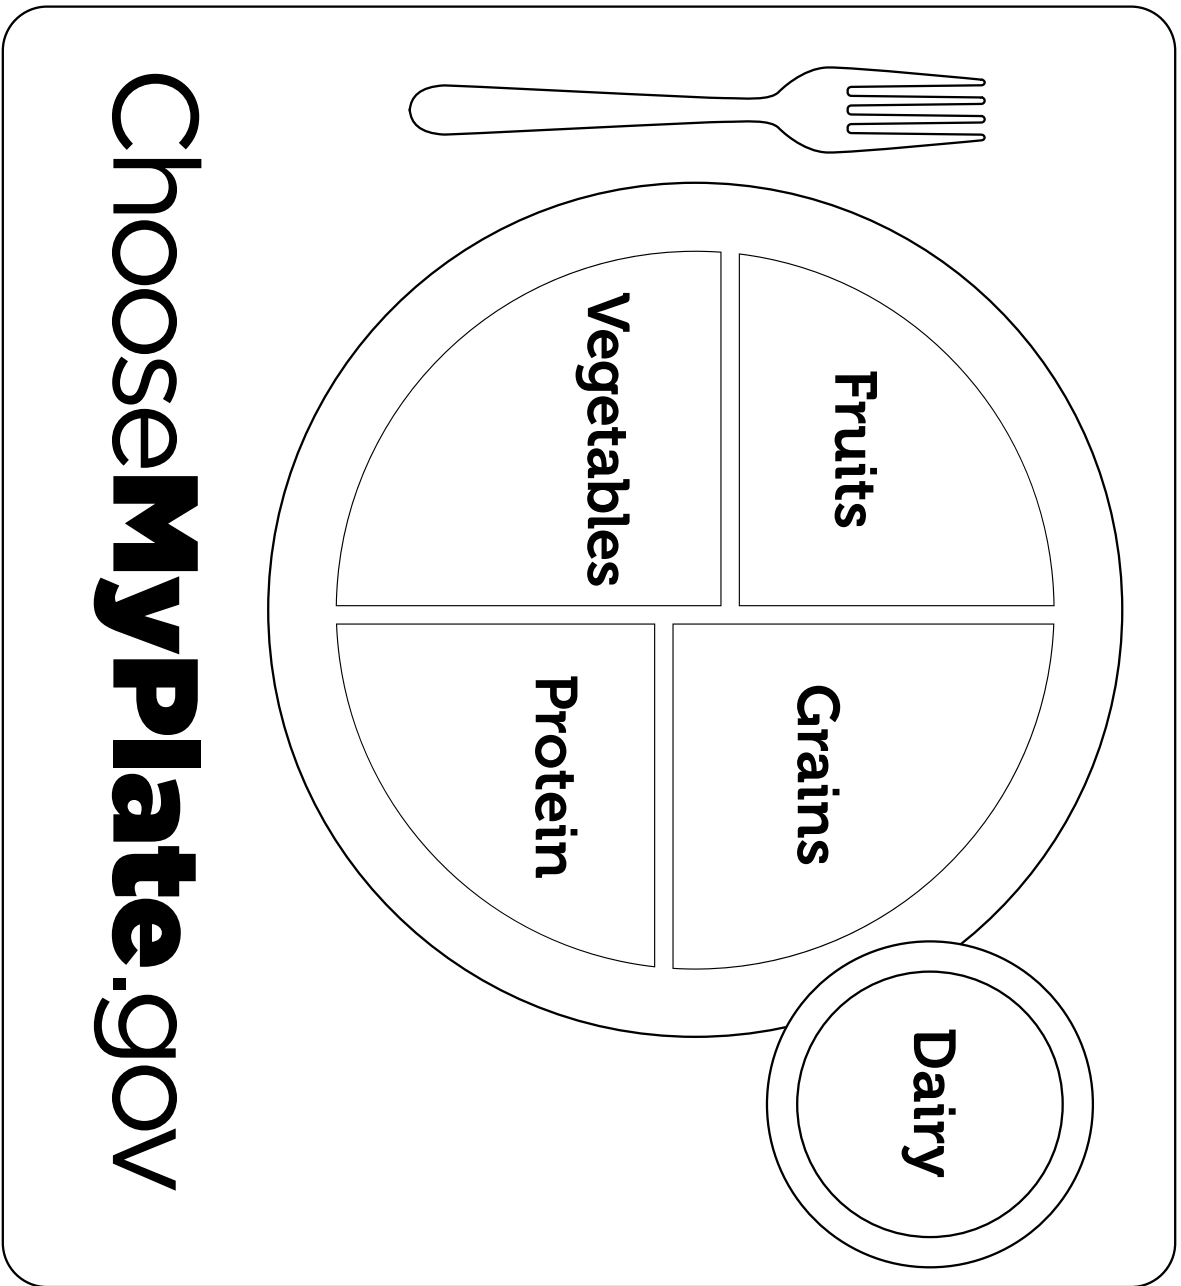 Fruits
Grains
Dairy
Vegetables
Protein
ChooseMyPlate.gov